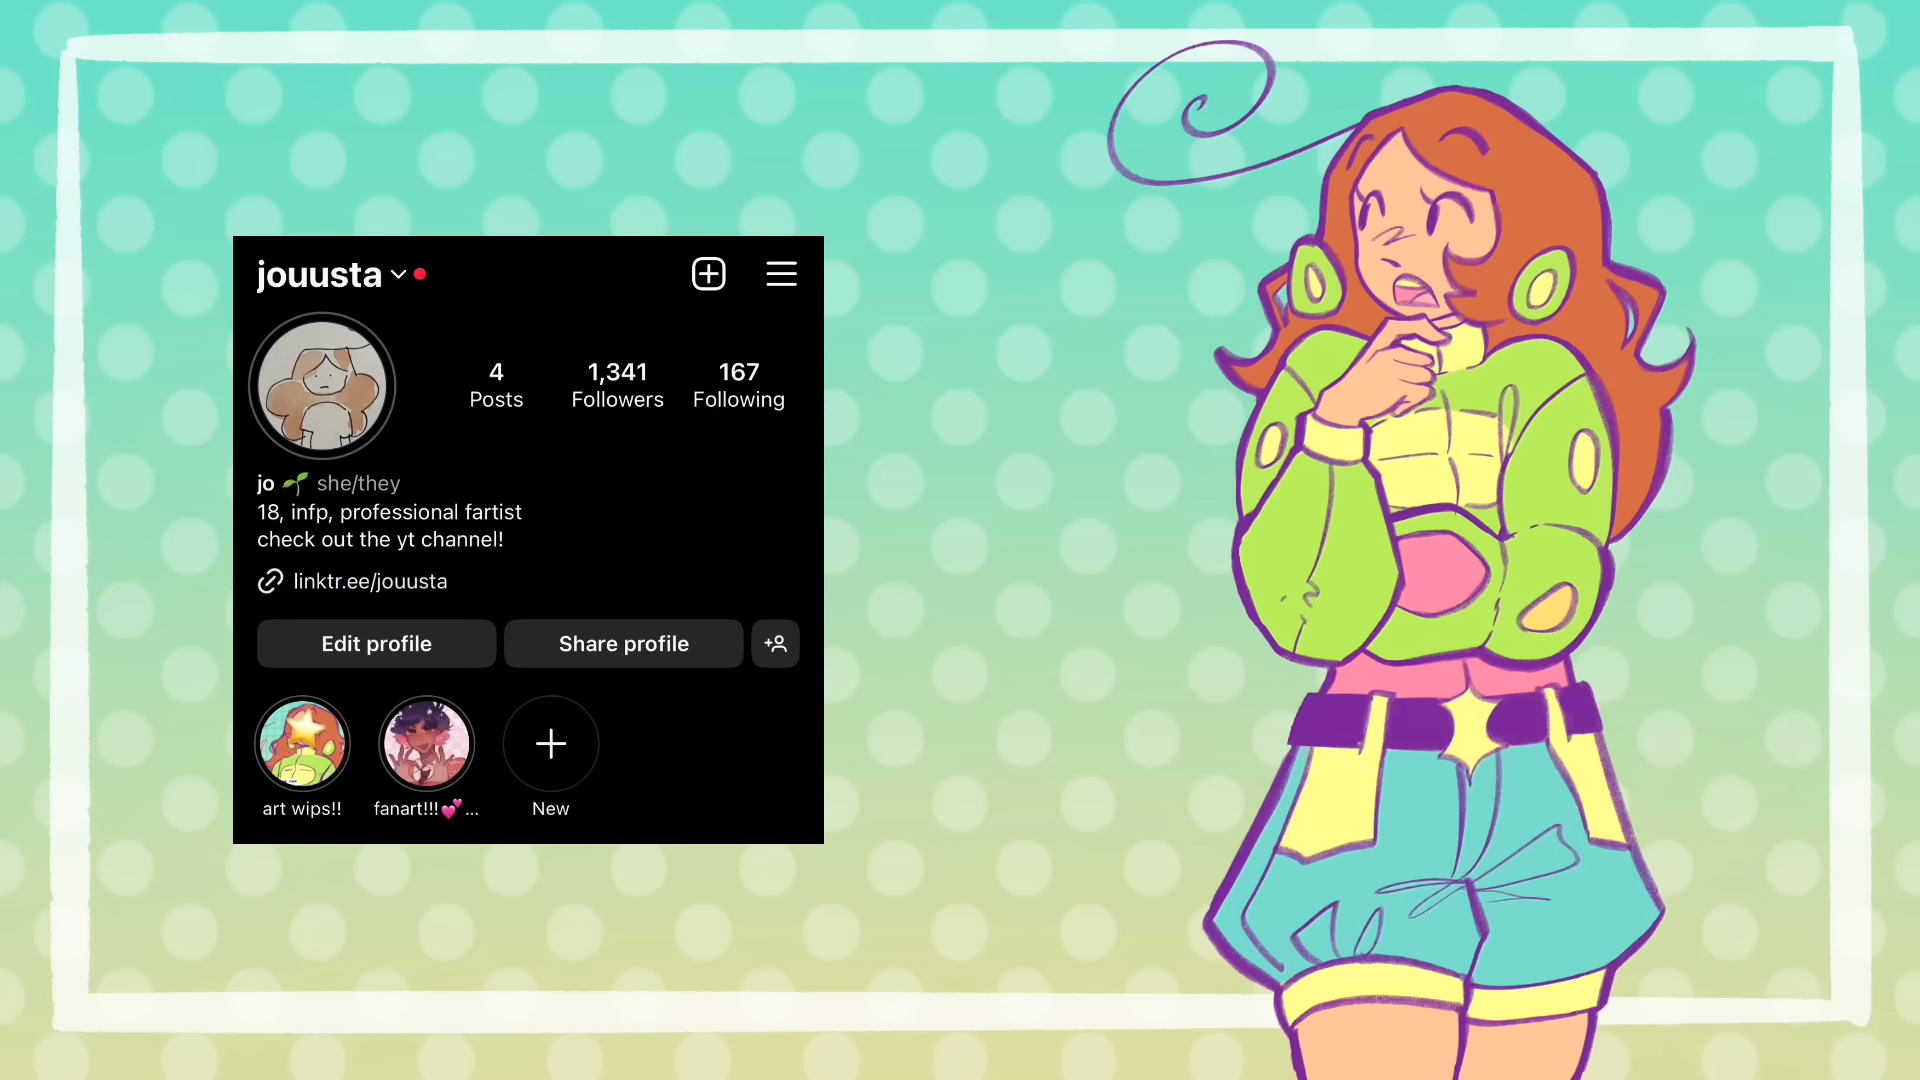 jouusta
4 1,341 167
Posts Followers Following
jo 🌱 she/they
18, infp, professional fartist
check out the yt channel!
linktr.ee/jouusta
Edit profile Share profile
art wips!! fanart!!!💕... New